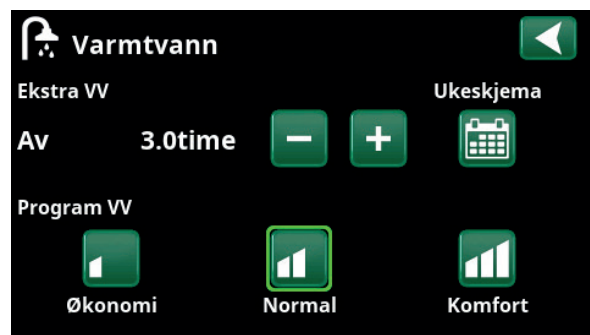 Varmtvann
Ekstra VV Ukeskjema
Av 3.0time
Program VV
Økonomi Normal Komfort